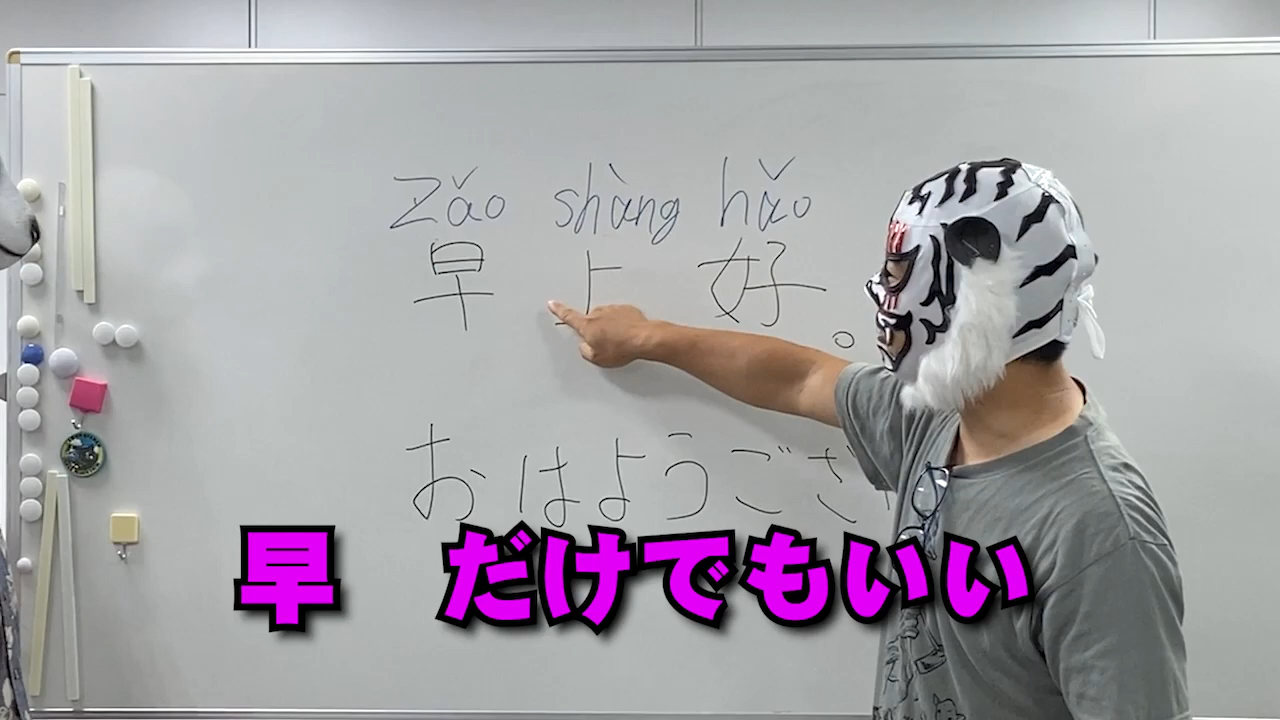 zǎo shàng hǎo
早上好。
おはようござ
早 だけでもいい